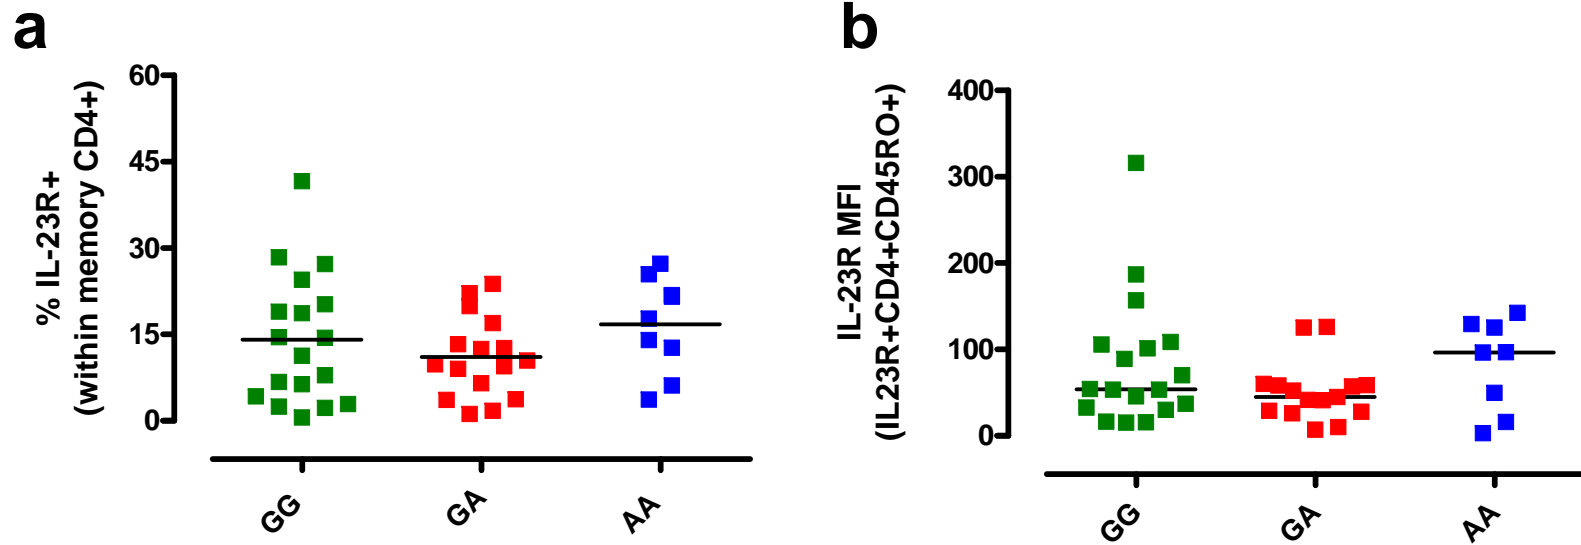 a
% IL-23R+
(within memory CD4+)
60
45
30
15
0
GG
GA
AA
b
IL-23R MFI
(IL23R+CD4+CD45RO+)
400
300
200
100
0
GG
GA
AA